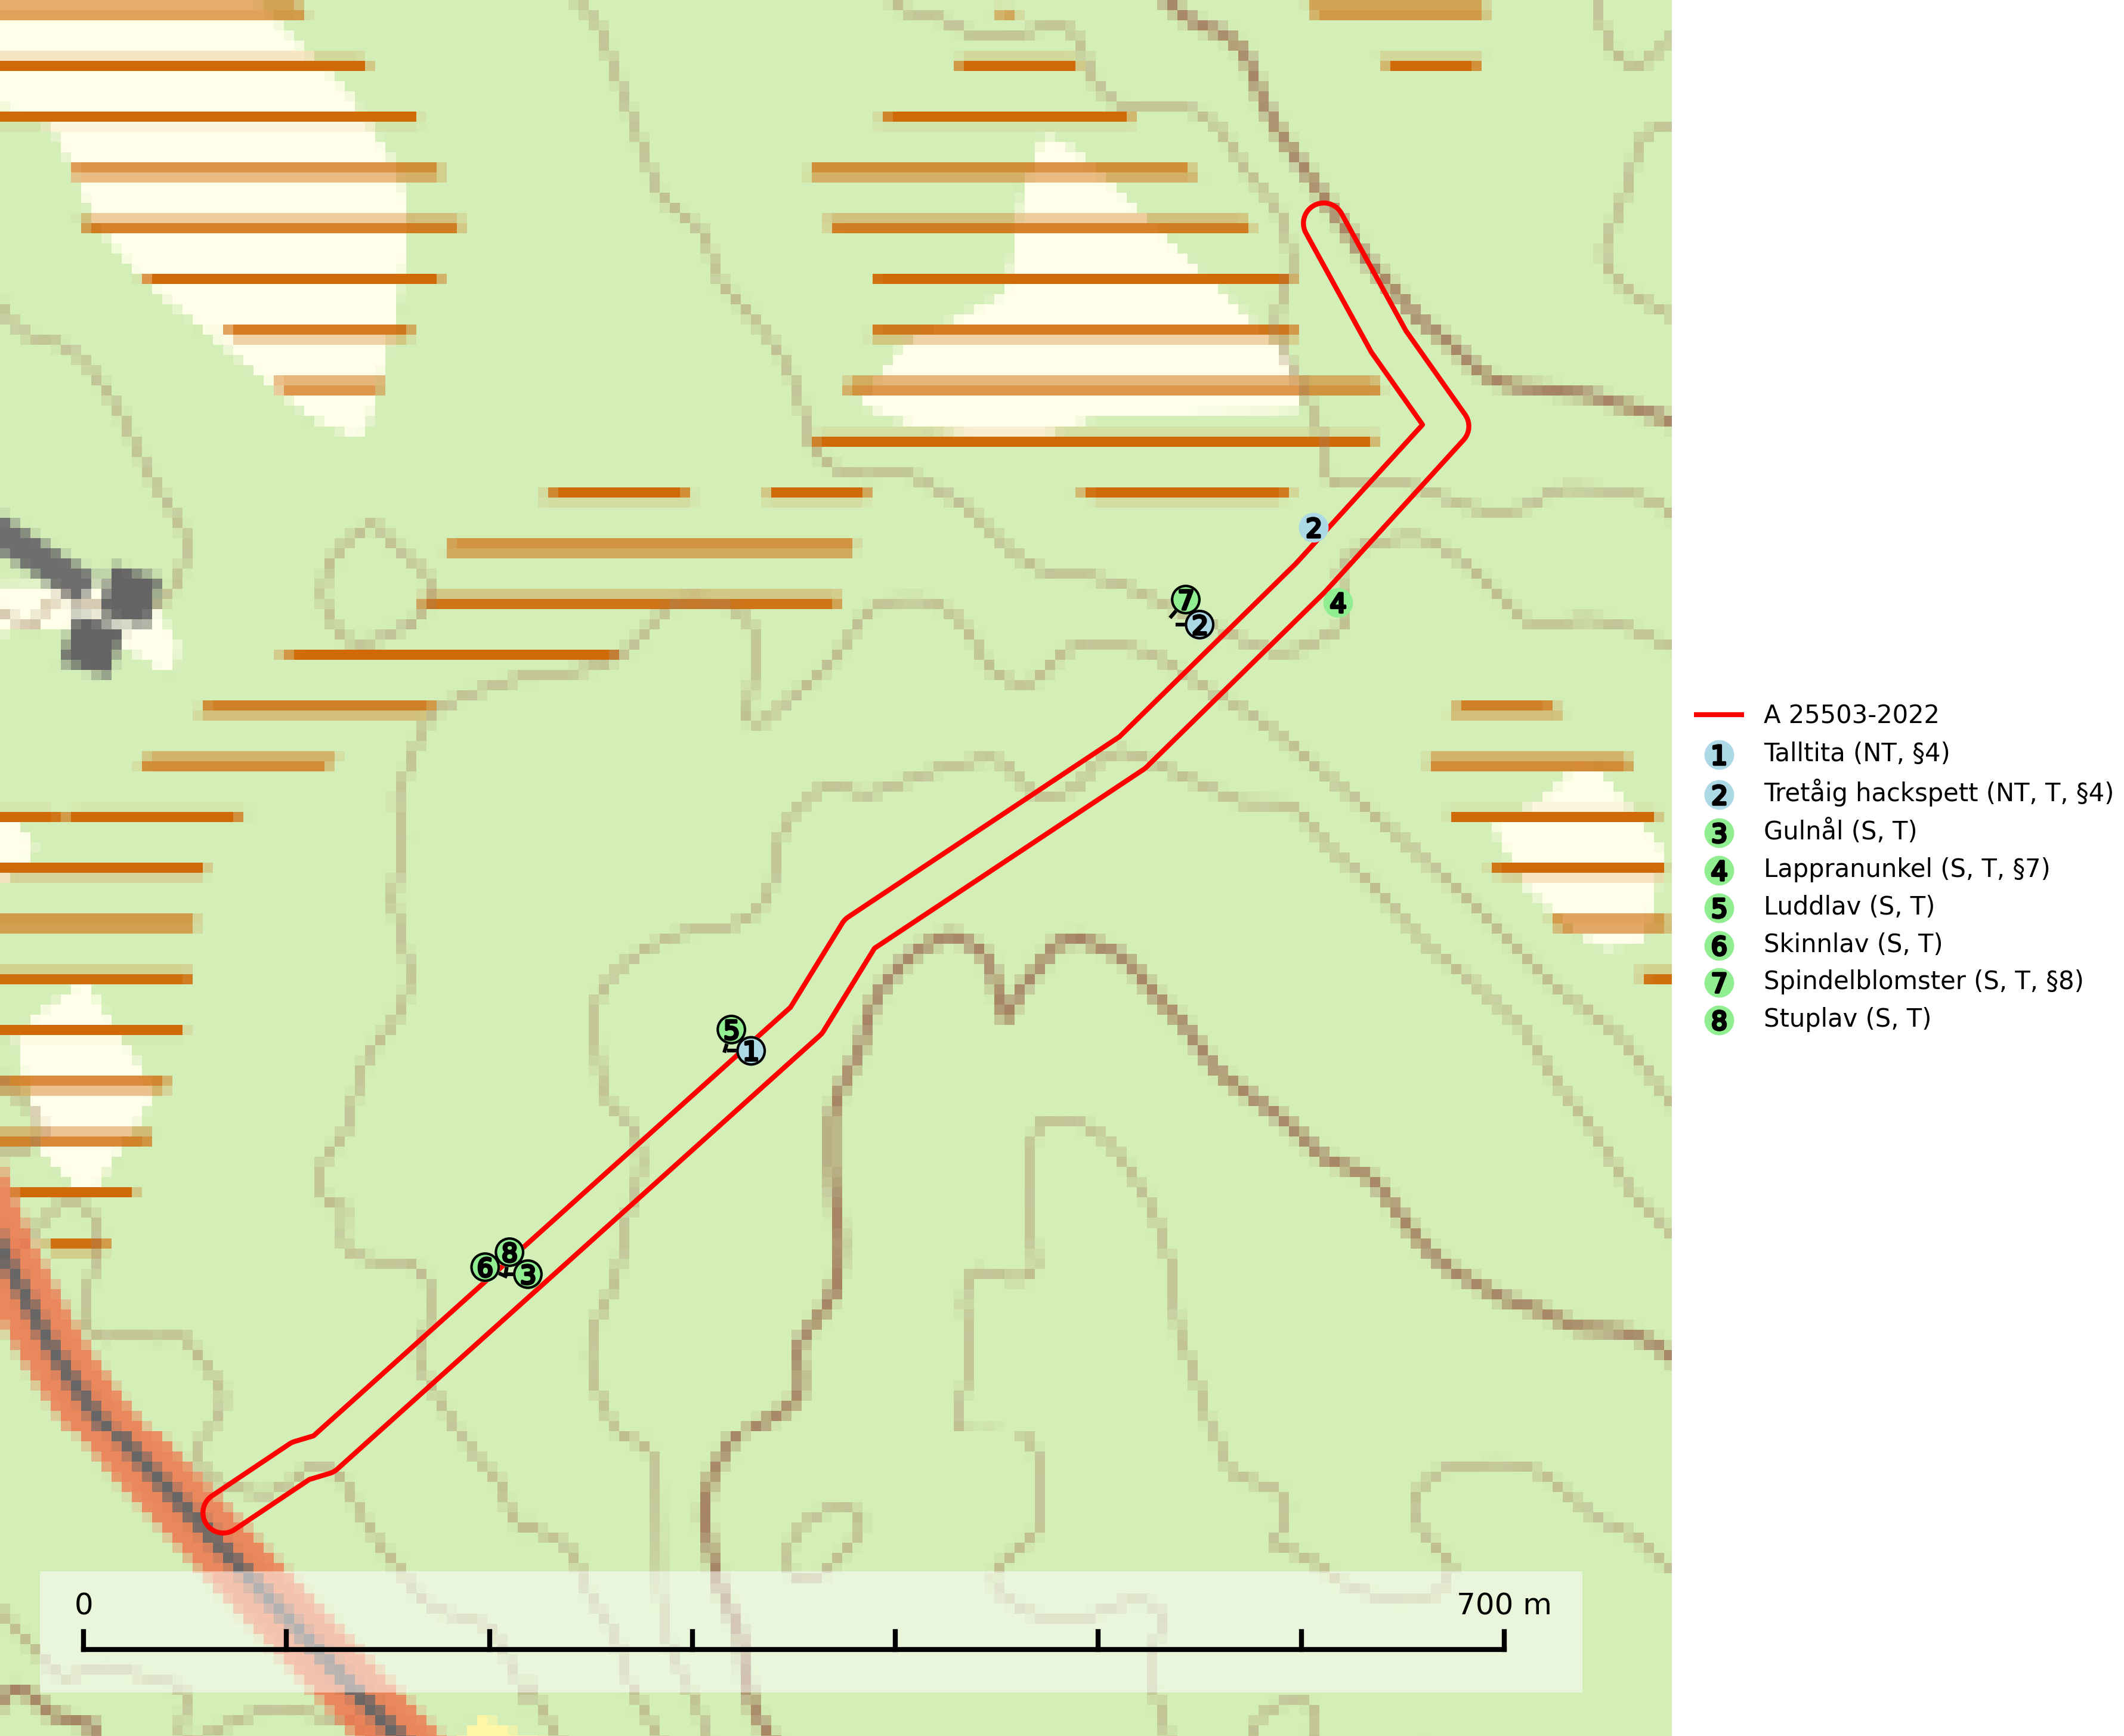 2
7
2
4
5
1
8
6
3
0
700 m
A 25503-2022
1 Talltita (NT, §4)
2 Tretåig hackspett (NT, T, §4)
3 Gulnål (S, T)
4 Lappranunkel (S, T, §7)
5 Luddlav (S, T)
6 Skinnlav (S, T)
7 Spindelblomster (S, T, §8)
8 Stuplav (S, T)